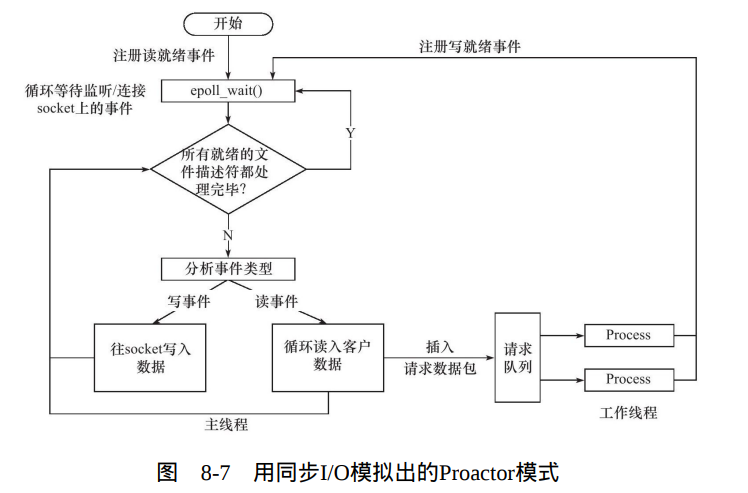 开始
注册读就绪事件
注册写就绪事件
循环等待监听/连接
socket上的事件
epoll_wait()
Y
所有就绪的文
件描述符都处
理完毕?
N
分析事件类型
写事件
读事件
往socket写入
数据
循环读入客户
数据
插入
请求数据包
请求
队列
Process
Process
工作线程
主线程
图 8-7 用同步I/O模拟出的Proactor模式